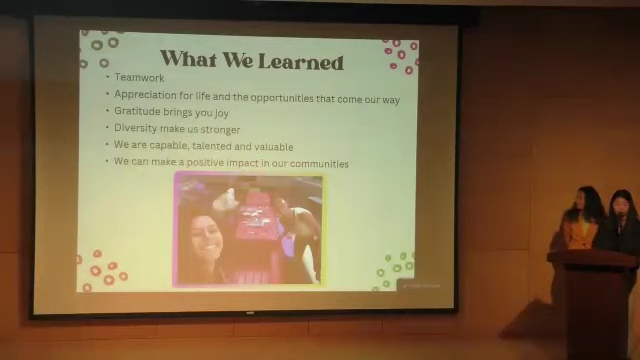 What We Learned
• Teamwork
• Appreciation for life and the opportunities that come our way
• Gratitude brings you joy
• Diversity make us stronger
• We are capable, talented and valuable
• We can make a positive impact in our communities